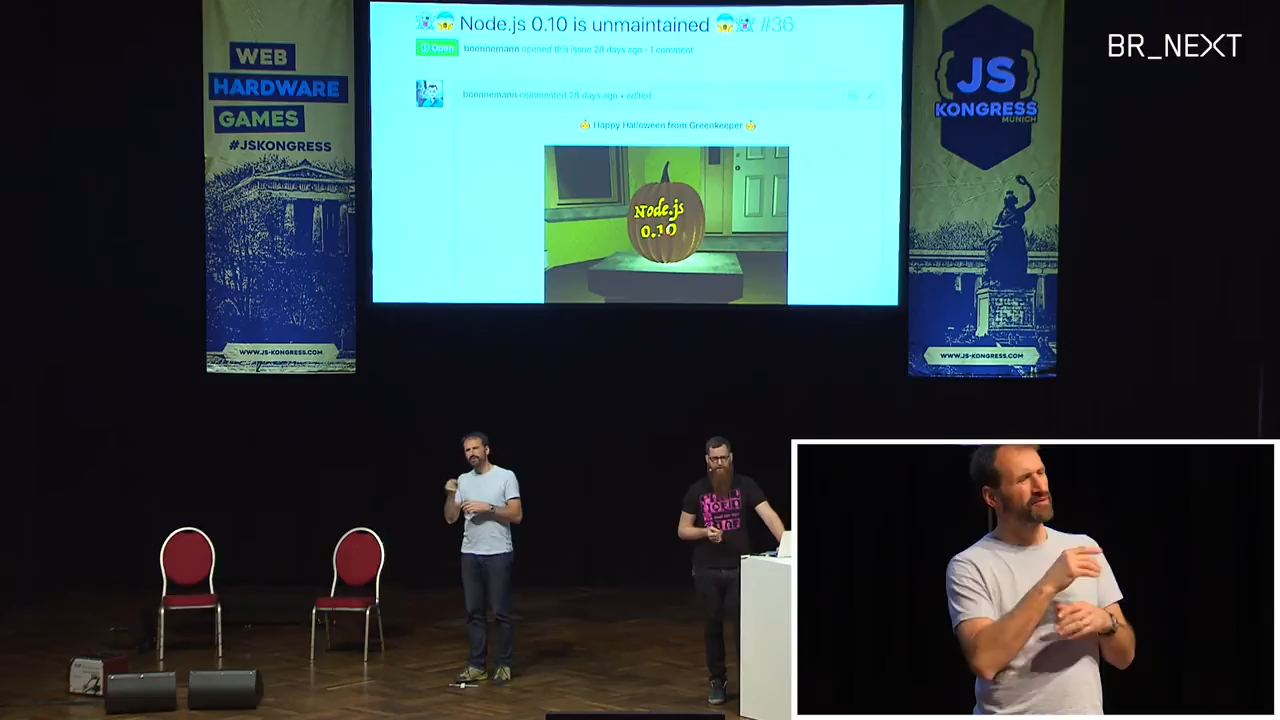 WEB
HARDWARE
GAMES
#JSKONGRESS
WWW.JS-KONGRESS.COM
Node.js 0.10 is unmaintained #36
Open boennemann opened this issue 28 days ago · 1 comment
boennemann commented 28 days ago • edited
Happy Halloween from Greenkeeper
Node.js
0.10
{JS}
KONGRESS
MUNICH
WWW.JS-KONGRESS.COM
BR_NEXT